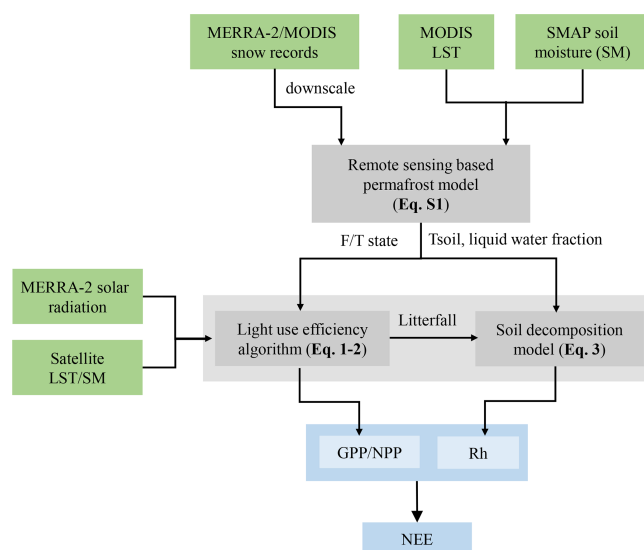 MERRA-2/MODIS
snow records
MODIS
LST
SMAP soil
moisture (SM)
downscale
Remote sensing based
permafrost model
(Eq. S1)
F/T state
Tsoil, liquid water fraction
MERRA-2 solar
radiation
Satellite
LST/SM
Light use efficiency
algorithm (Eq. 1-2)
Litterfall
Soil decomposition
model (Eq. 3)
GPP/NPP
Rh
NEE